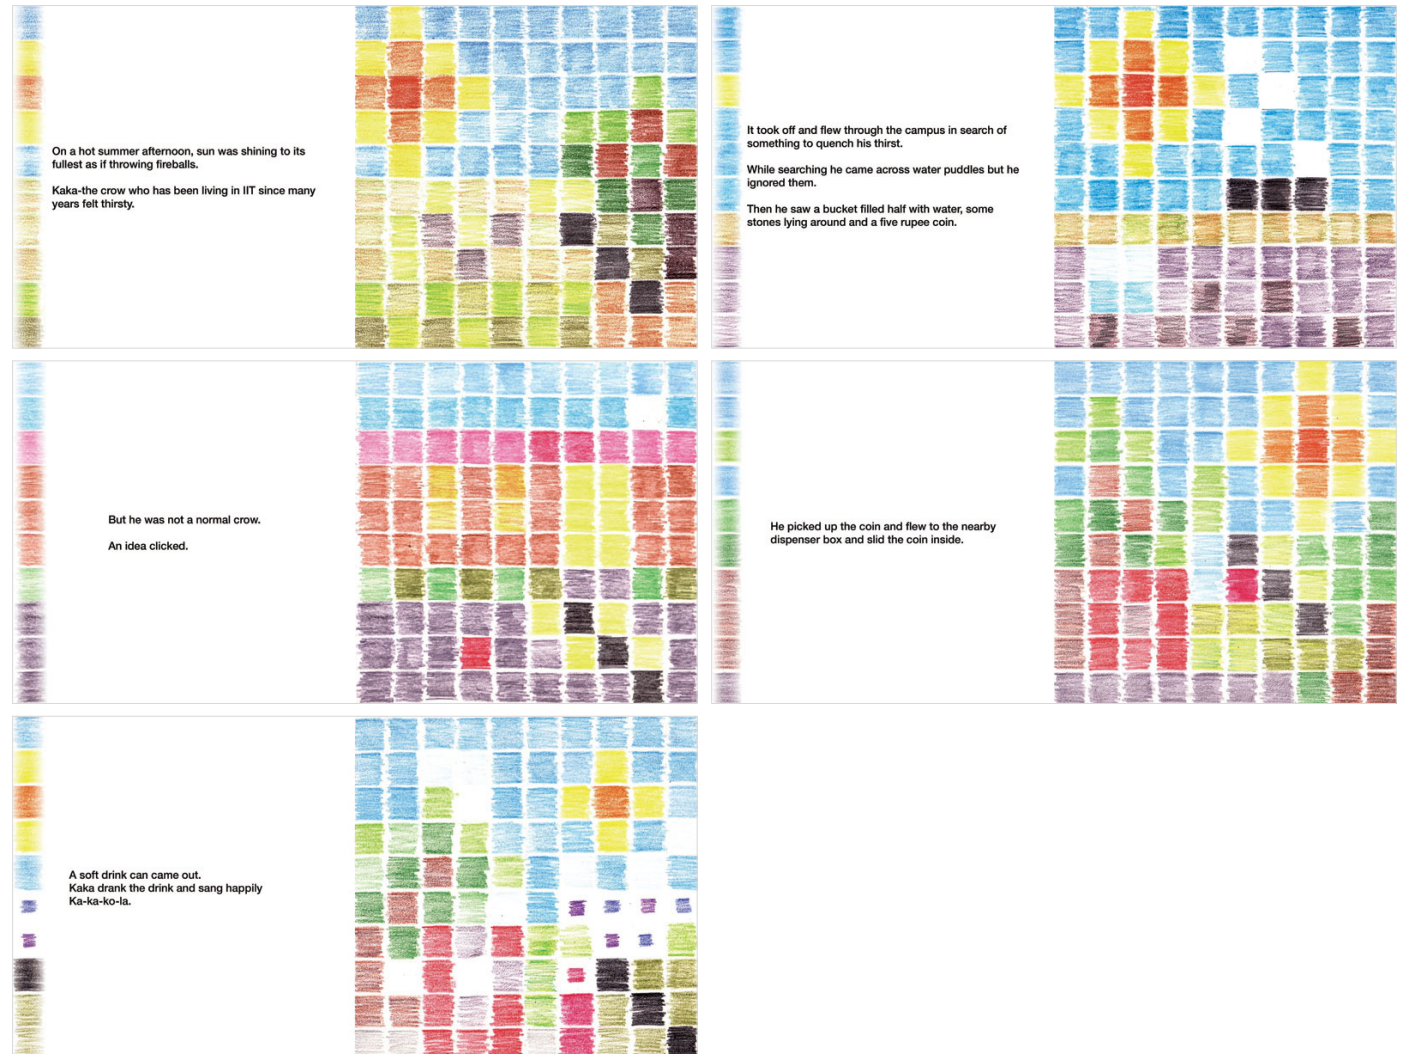 On a hot summer afternoon, sun was shining to its
fullest as if throwing fireballs.
Kaka-the crow who has been living in IIT since many
years felt thirsty.
It took off and flew through the campus in search of
something to quench his thirst.
While searching he came across water puddles but he
ignored them.
Then he saw a bucket filled half with water, some
stones lying around and a five rupee coin.
But he was not a normal crow.
An idea clicked.
He picked up the coin and flew to the nearby
dispenser box and slid the coin inside.
A soft drink can came out.
Kaka drank the drink and sang happily
Ka-ka-ko-la.